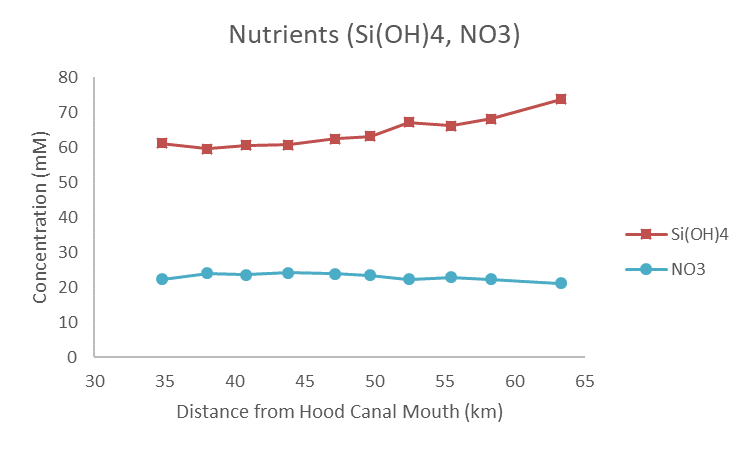 Nutrients (Si(OH)4, NO3)
80
70
60
50
40
30
20
10
0
Concentration (mM)
30 35 40 45 50 55 60 65
Distance from Hood Canal Mouth (km)
Si(OH)4
NO3